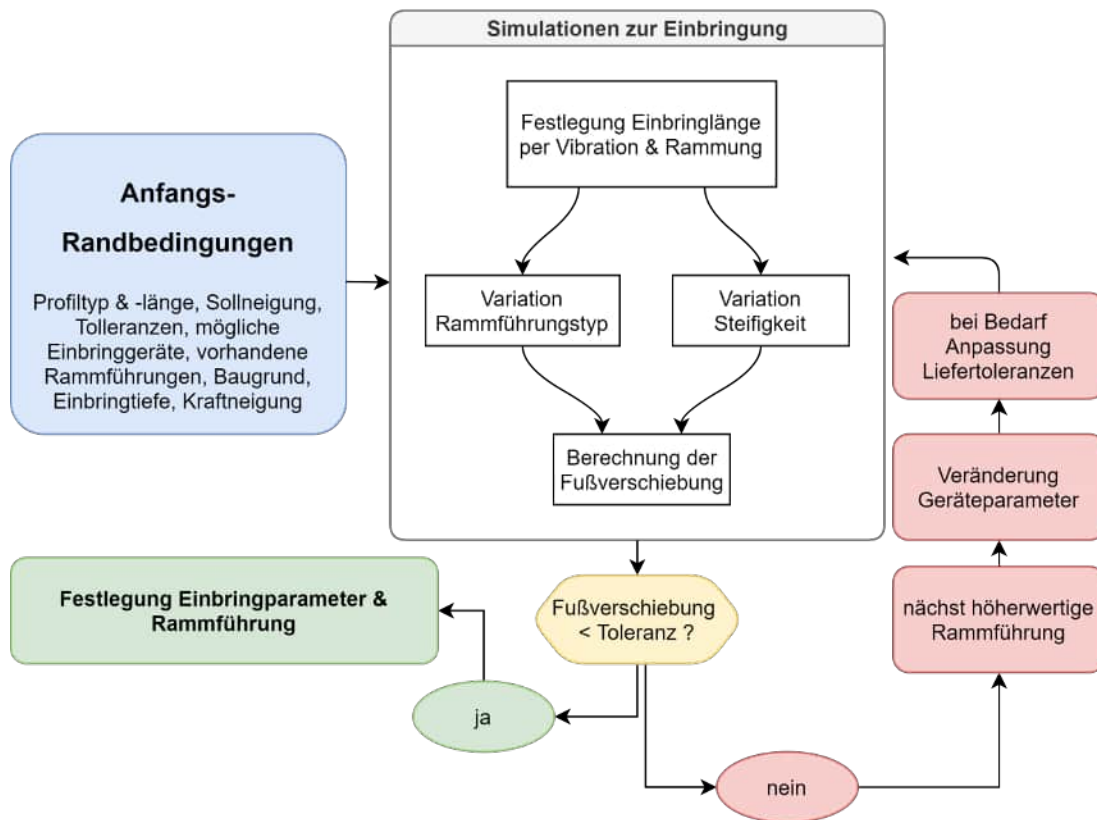 Simulationen zur Einbringung
Festlegung Einbringlänge
per Vibration & Rammung
Anfangs-
Randbedingungen
Profiltyp & -länge, Sollneigung,
Tolleranzen, mögliche
Einbringgeräte, vorhandene
Rammführungen, Baugrund,
Einbringtiefe, Kraftneigung
Variation
Rammführungstyp
Variation
Steifigkeit
Berechnung der
Fußverschiebung
bei Bedarf
Anpassung
Liefertoleranzen
Veränderung
Geräteparameter
nächst höherwertige
Rammführung
Fußverschiebung
< Toleranz ?
Festlegung Einbringparameter &
Rammführung
ja
nein